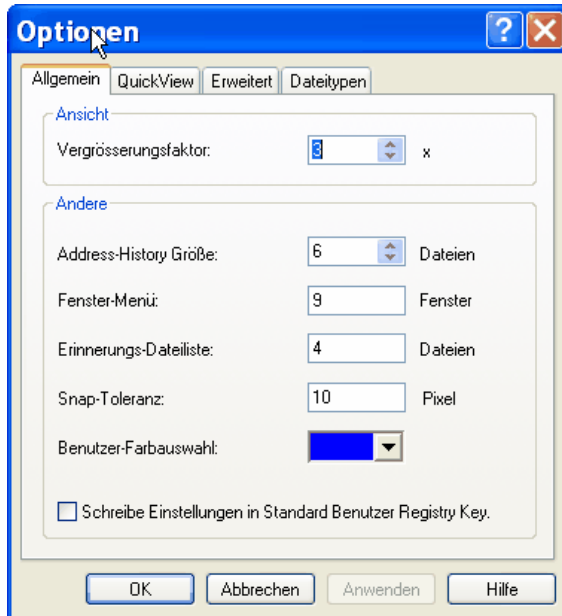 Optionen
Allgemein QuickView Erweitert Dateitypen
Ansicht
Vergrösserungsfaktor: 3 x
Andere
Address-History Größe: 6 Dateien
Fenster-Menü: 9 Fenster
Erinnerungs-Dateiliste: 4 Dateien
Snap-Toleranz: 10 Pixel
Benutzer-Farbauswahl:
Schreibe Einstellungen in Standard Benutzer Registry Key.
OK Abbrechen Anwenden Hilfe